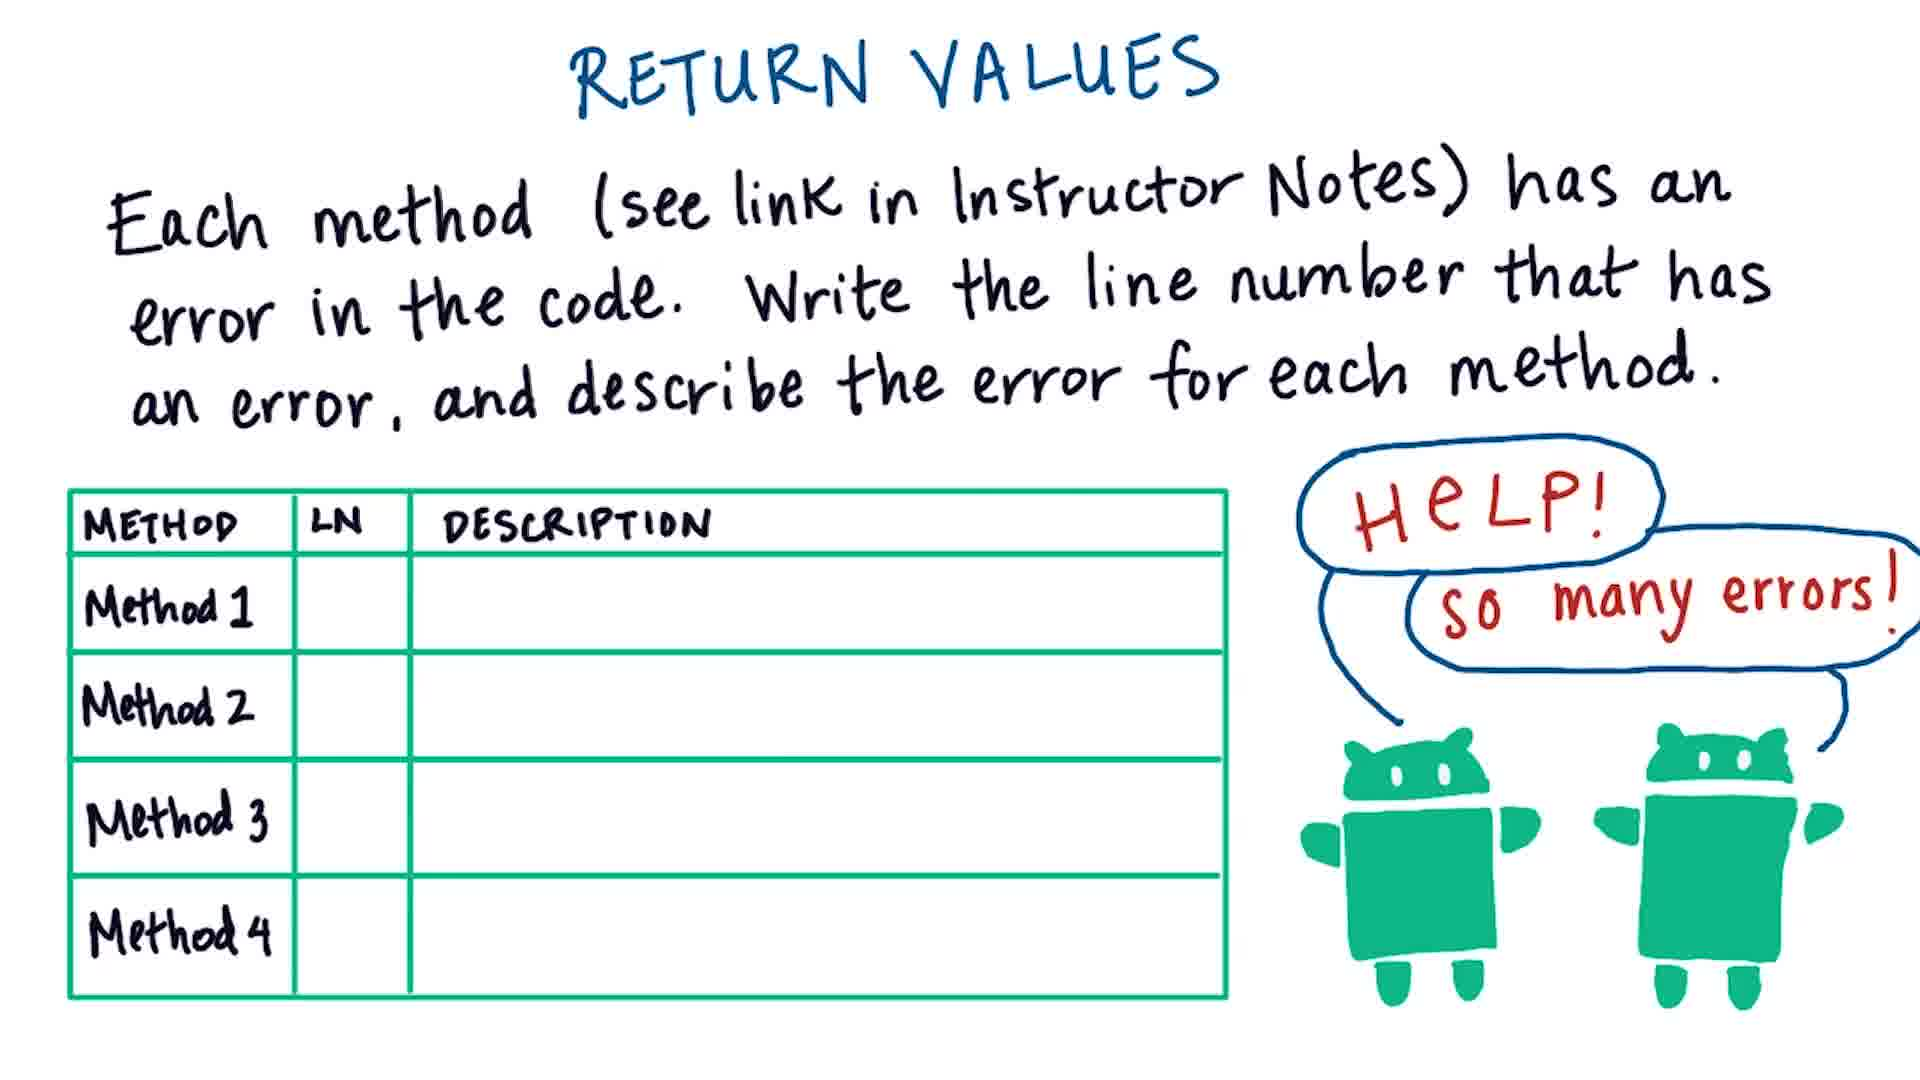 RETURN VALUES
Each method (see link in Instructor Notes) has an
error in the code. Write the line number that has
an error, and describe the error for each method.
METHOD LN DESCRIPTION
Method 1
Method 2
Method 3
Method 4
HeLP!
so many errors!